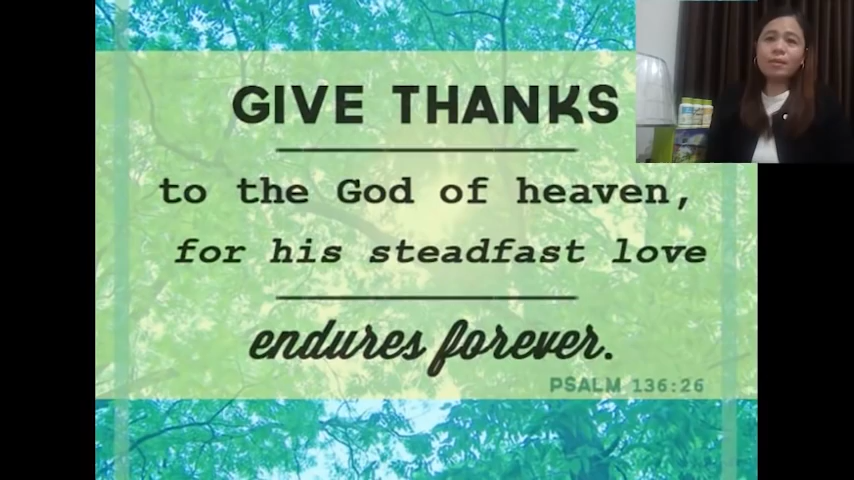 GIVE THANKS
to the God of heaven,
for his steadfast love
endures forever.
PSALM 136:26